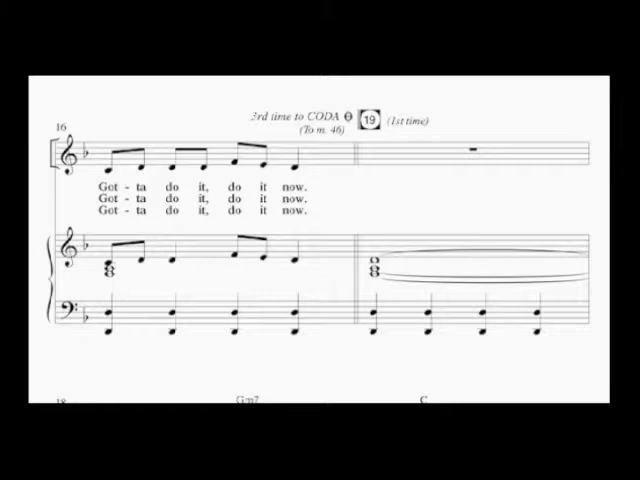 3rd time to CODA 19 (1st time)
(To m. 46)
16
Got - ta do it, do it now.
Got - ta do it, do it now.
Got - ta do it, do it now.
18 Gm7 C